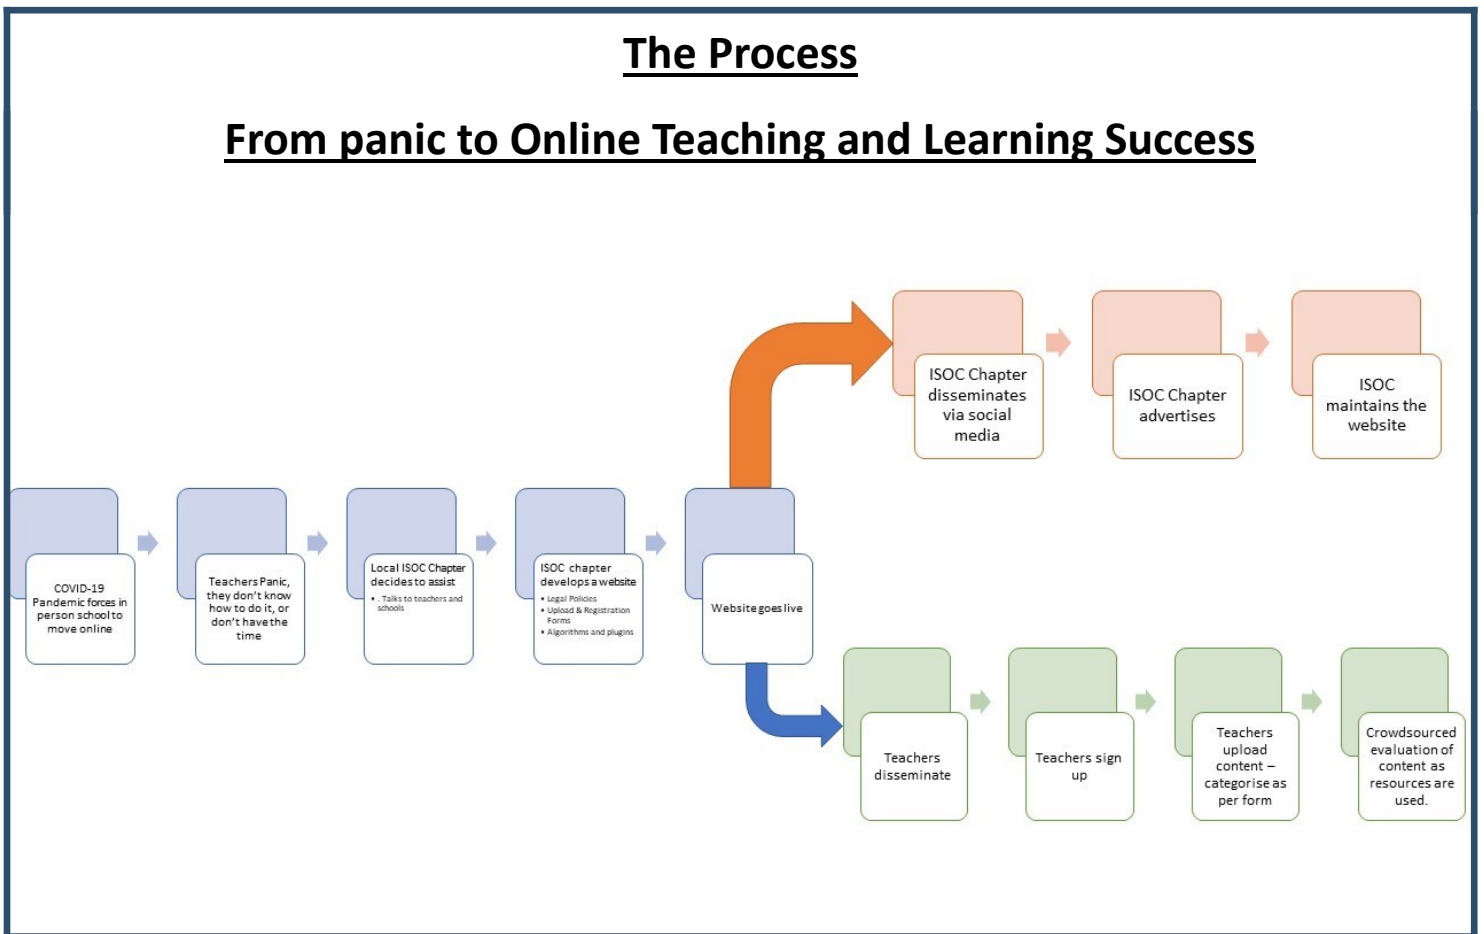 The Process
From panic to Online Teaching and Learning Success
COVID-19
Pandemic forces in
person school to
move online
Teachers Panic,
they don't know
how to do it, or
don't have the
time
Local ISOC Chapter
decides to assist
• . Talks to teachers and
schools
ISOC chapter
develops a website
• Legal Policies
• Upload & Registration
Forms
• Algorithms and plugins
Website goes live
ISOC Chapter
disseminates
via social
media
ISOC Chapter
advertises
ISOC
maintains the
website
Teachers
disseminate
Teachers sign
up
Teachers
upload
content –
categorise as
per form
Crowdsourced
evaluation of
content as
resources are
used.